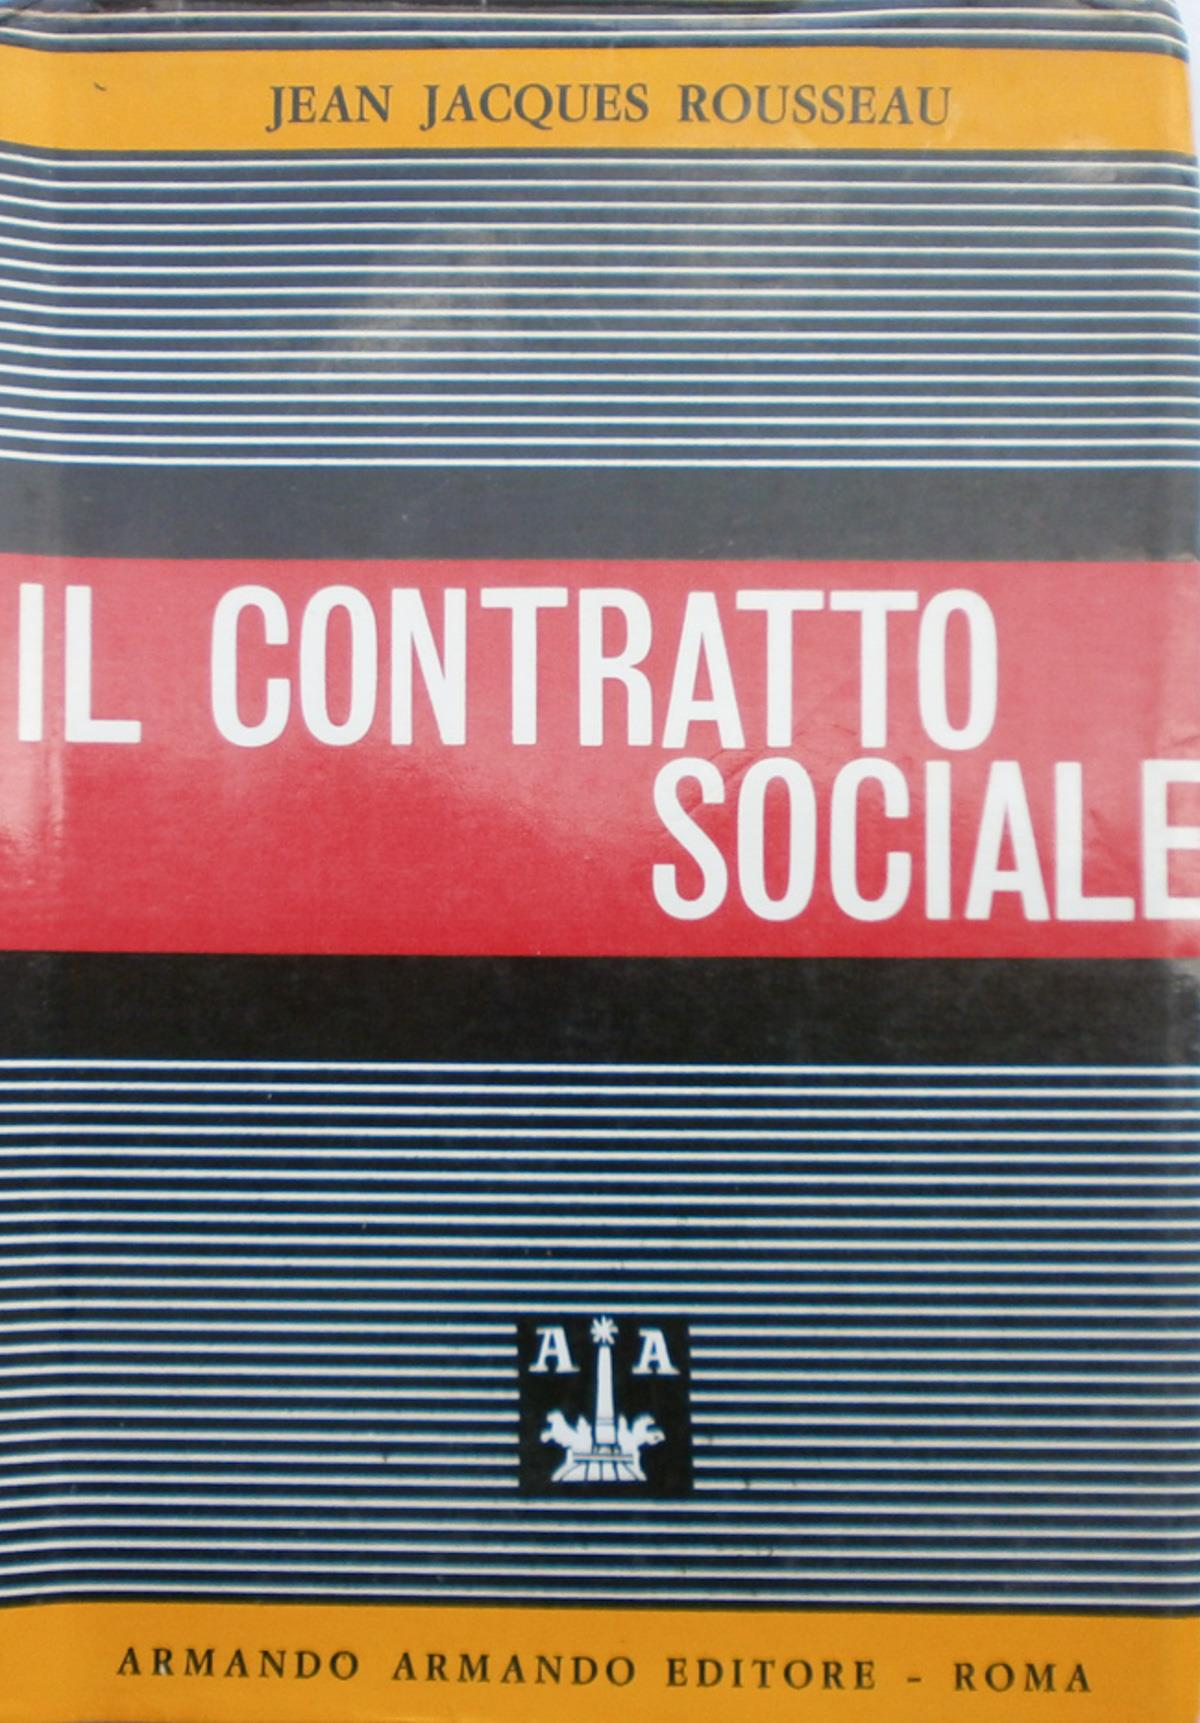 JEAN JACQUES ROUSSEAU
IL CONTRATTO
SOCIALE
A A
ARMANDO ARMANDO EDITORE - ROMA